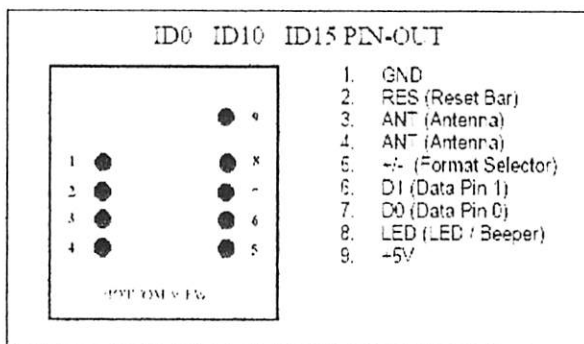 ID0 ID10 ID15 PIN-OUT
1. GND
2. RES (Reset Bar)
3. ANT (Antenna)
4. ANT (Antenna)
5. +/- (Format Selector)
6. D1 (Data Pin 1)
7. D0 (Data Pin 0)
8. LED (LED / Beeper)
9. +5V
9
1 8
2
3 6
4 5
BOTTOM VIEW